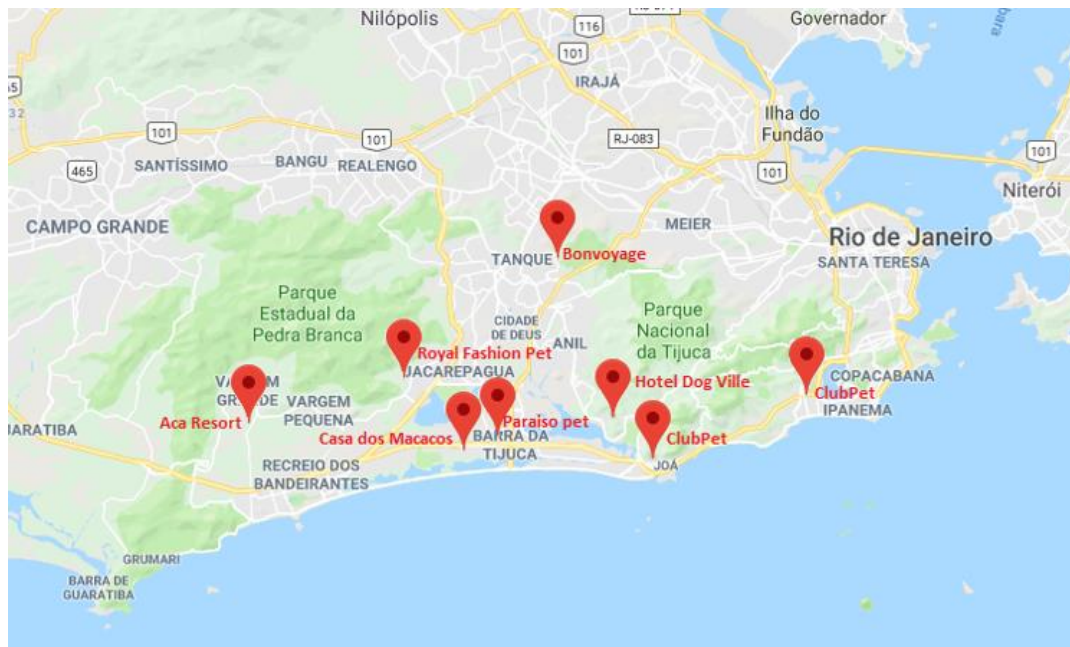 Nilópolis
Governador
116
101
IRAJÁ
Ilha do
Fundão
RJ-083
101
101
101
101
465
SANTÍSSIMO
BANGU
REALENGO
Niterói
CAMPO GRANDE
MEIER
Rio de Janeiro
TANQUE
Bonvoyage
SANTA TERESA
Parque
Estadual da
Pedra Branca
Parque
Nacional
da Tijuca
CIDADE
DE DEUS
ANIL
Royal Fashion Pet
JACAREPAGUA
COPACABANA
Hotel Dog Ville
ClubPet
IPANEMA
VARGEM
PEQUENA
Aca Resort
Casa dos Macacos
Paraiso pet
BARRA DA
TIJUCA
ClubPet
JOÁ
RECREIO DOS
BANDEIRANTES
GRUMARI
BARRA DE
GUARATIBA